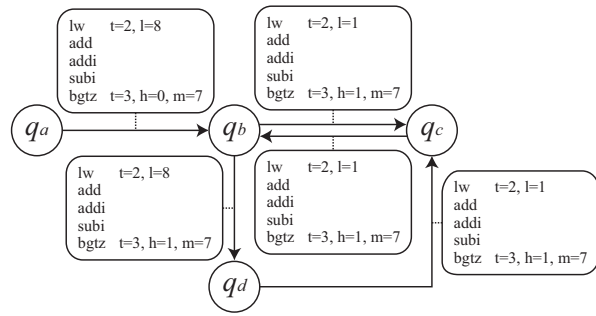 lw t=2, l=8
add
addi
subi
bgtz t=3, h=0, m=7
lw t=2, l=1
add
addi
subi
bgtz t=3, h=1, m=7
qa
qb
qc
lw t=2, l=8
add
addi
subi
bgtz t=3, h=1, m=7
lw t=2, l=1
add
addi
subi
bgtz t=3, h=1, m=7
lw t=2, l=1
add
addi
subi
bgtz t=3, h=1, m=7
qd